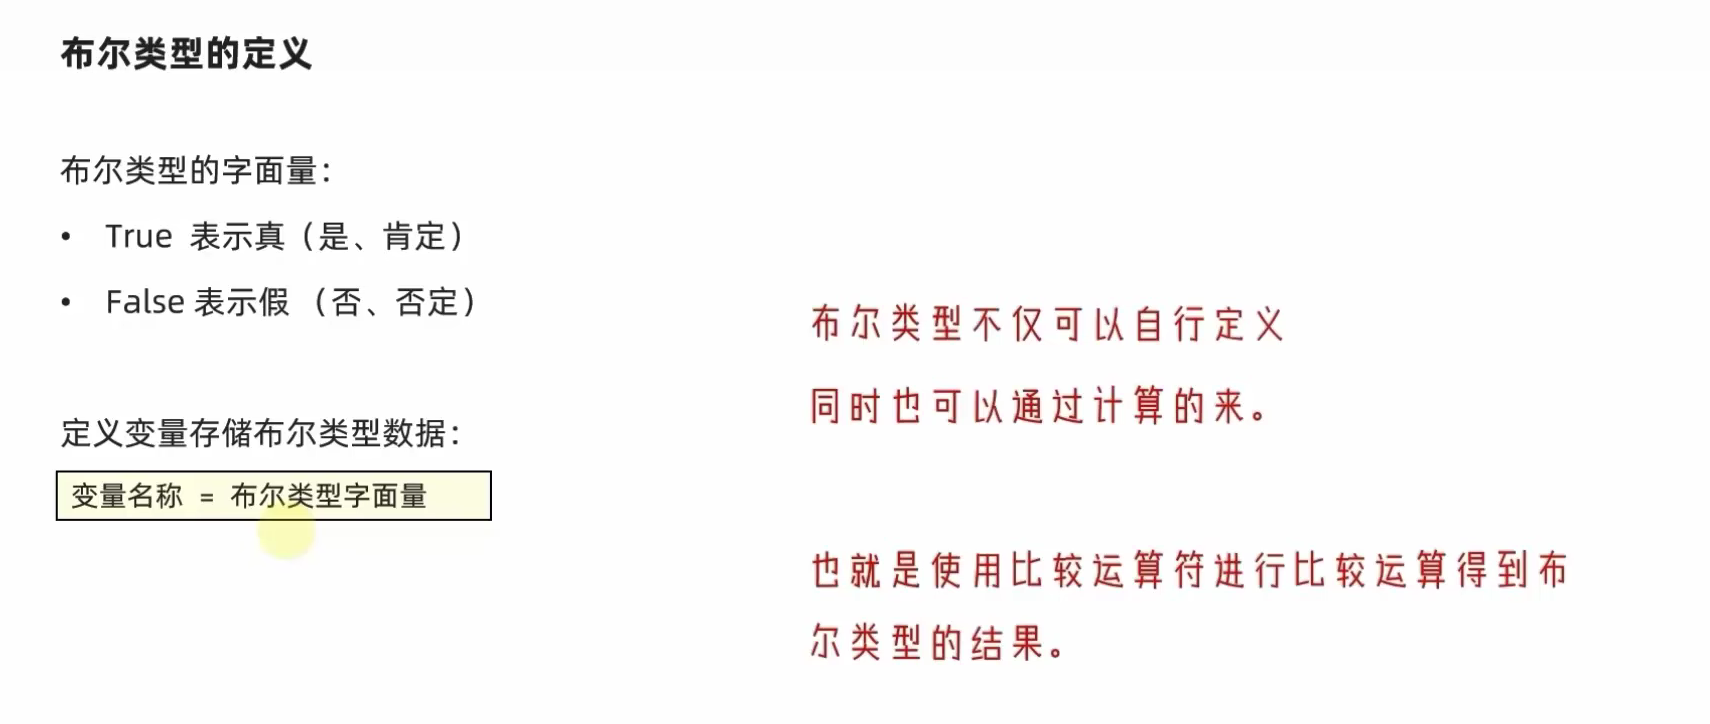 布尔类型的定义
布尔类型的字面量：
• True 表示真（是、肯定）
• False 表示假 （否、否定）
定义变量存储布尔类型数据：
变量名称 = 布尔类型字面量
布尔类型不仅可以自行定义
同时也可以通过计算的来。
也就是使用比较运算符进行比较运算得到布
尔类型的结果。